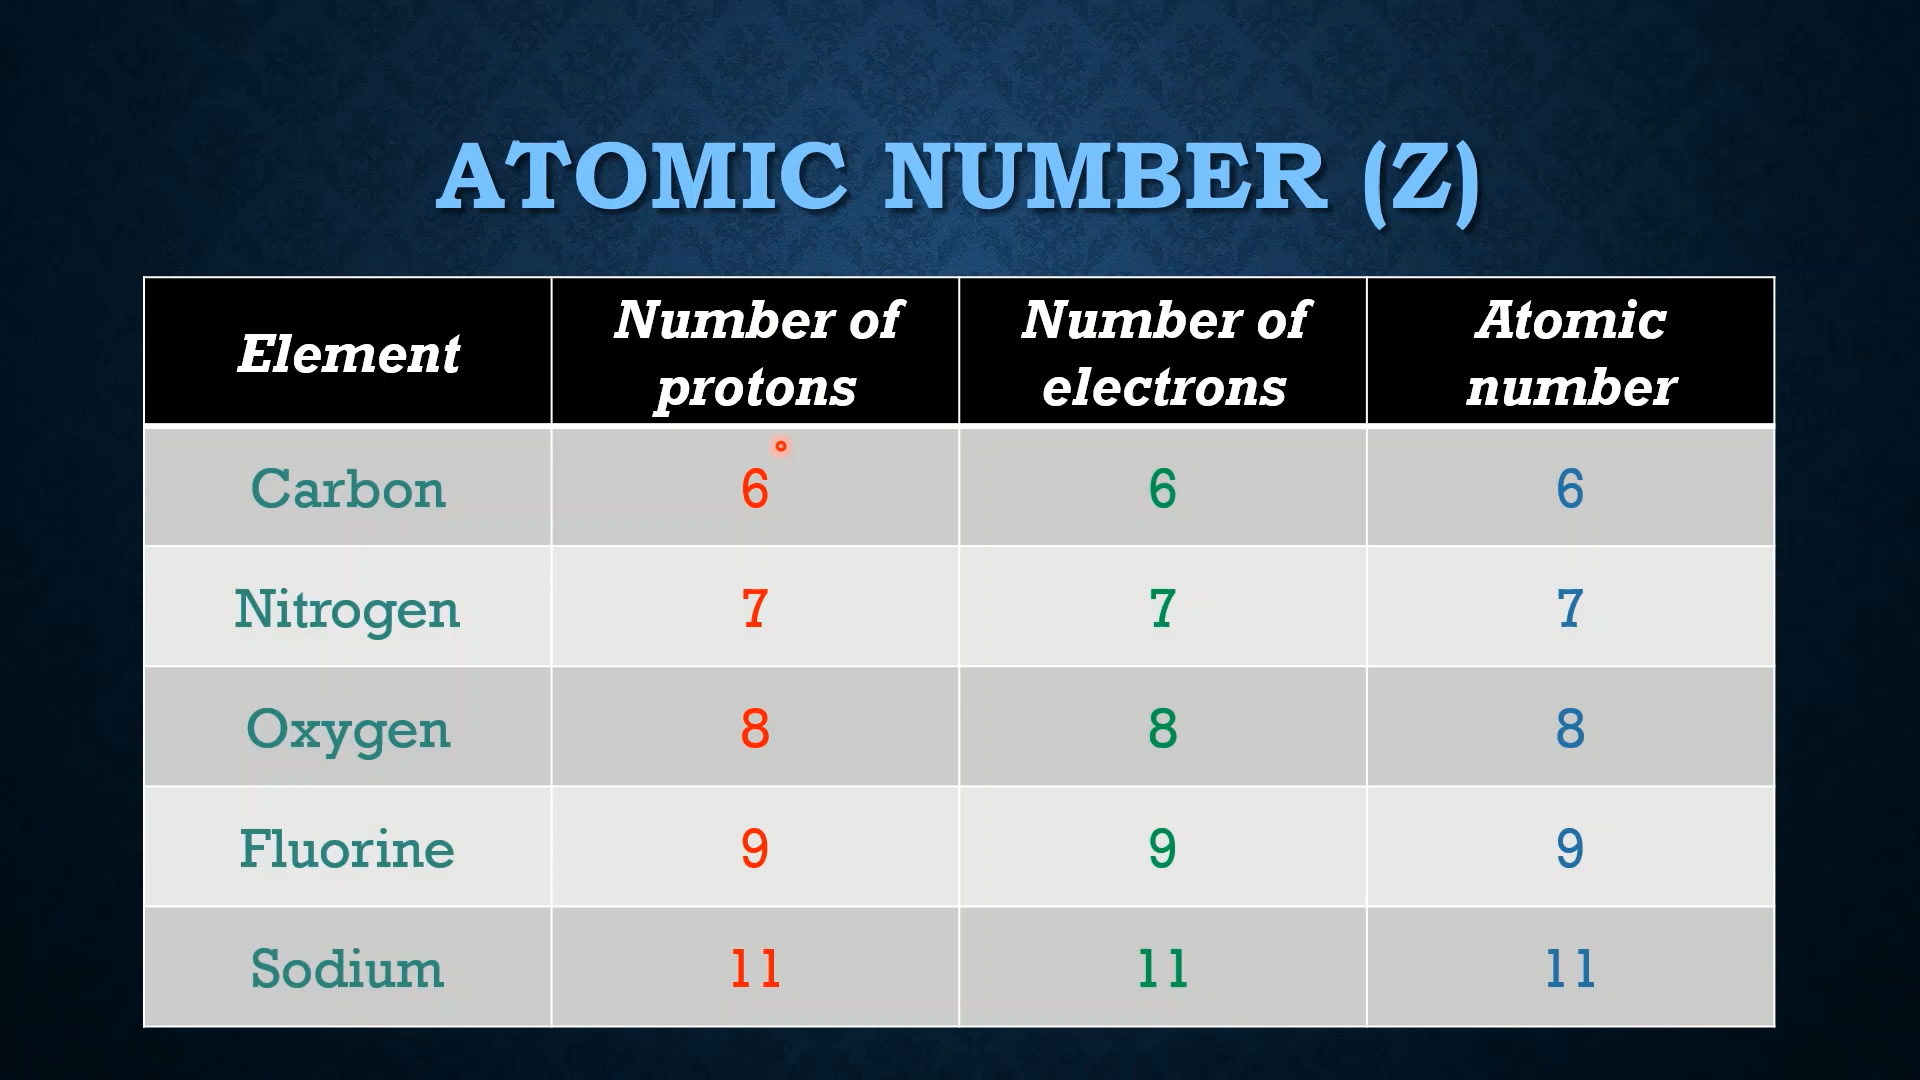 ATOMIC NUMBER (Z)
Element
Number of
protons
Number of
electrons
Atomic
number
Carbon 6 6 6
Nitrogen 7 7 7
Oxygen 8 8 8
Fluorine 9 9 9
Sodium 11 11 11